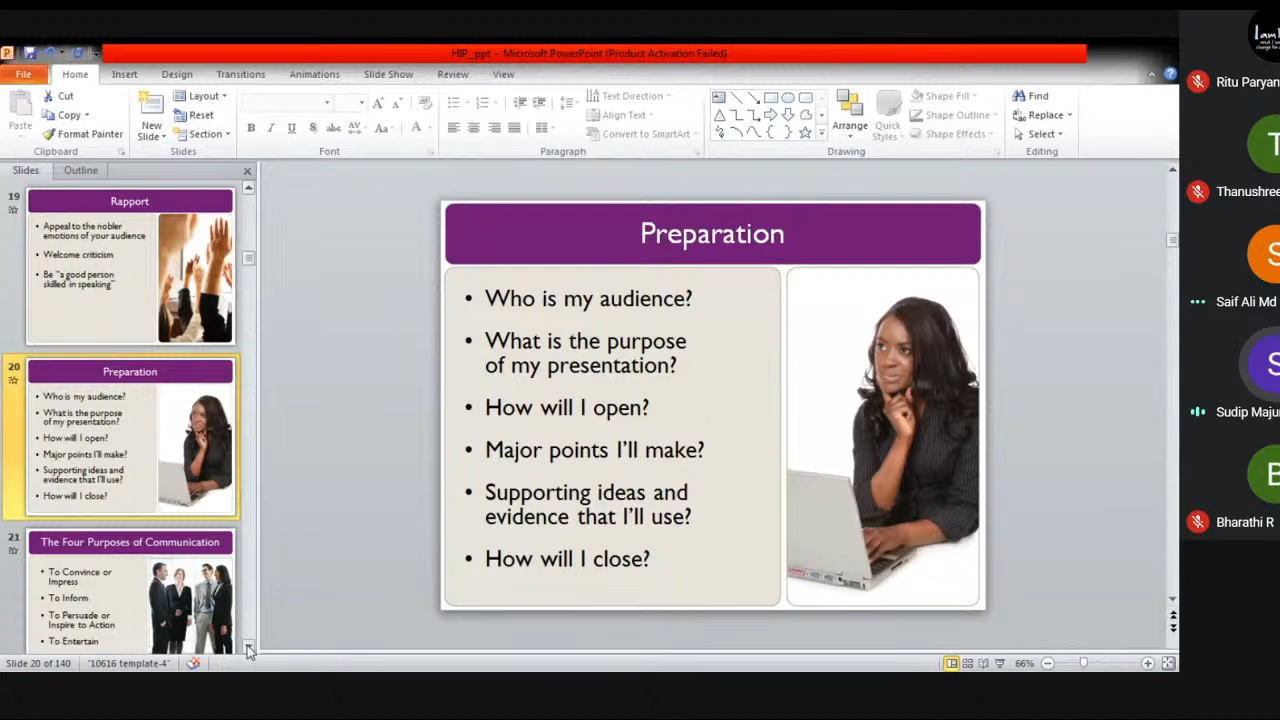 HIP_ppt - Microsoft PowerPoint (Product Activation Failed)
File Home Insert Design Transitions Animations Slide Show Review View
Paste
Cut
Copy
Format Painter
Clipboard
New
Slide
Layout
Reset
Section
Slides
B I U S abc AV Aa A
Font
Text Direction
Align Text
Convert to SmartArt
Paragraph
Arrange
Quick
Styles
Shape Fill
Shape Outline
Shape Effects
Drawing
Find
Replace
Select
Editing
Slides Outline
19
Rapport
• Appeal to the nobler
emotions of your audience
• Welcome criticism
• Be "a good person
skilled in speaking"
20
Preparation
• Who is my audience?
• What is the purpose
of my presentation?
• How will I open?
• Major points I'll make?
• Supporting ideas and
evidence that I'll use?
• How will I close?
21
The Four Purposes of Communication
• To Convince or
Impress
• To Inform
• To Persuade or
Inspire to Action
• To Entertain
Preparation
• Who is my audience?
• What is the purpose
of my presentation?
• How will I open?
• Major points I'll make?
• Supporting ideas and
evidence that I'll use?
• How will I close?
Slide 20 of 140 "10616 template-4" 66%
Ritu Paryan
T
Thanushree
S
Saif Ali Md
S
Sudip Maju
B
Bharathi R